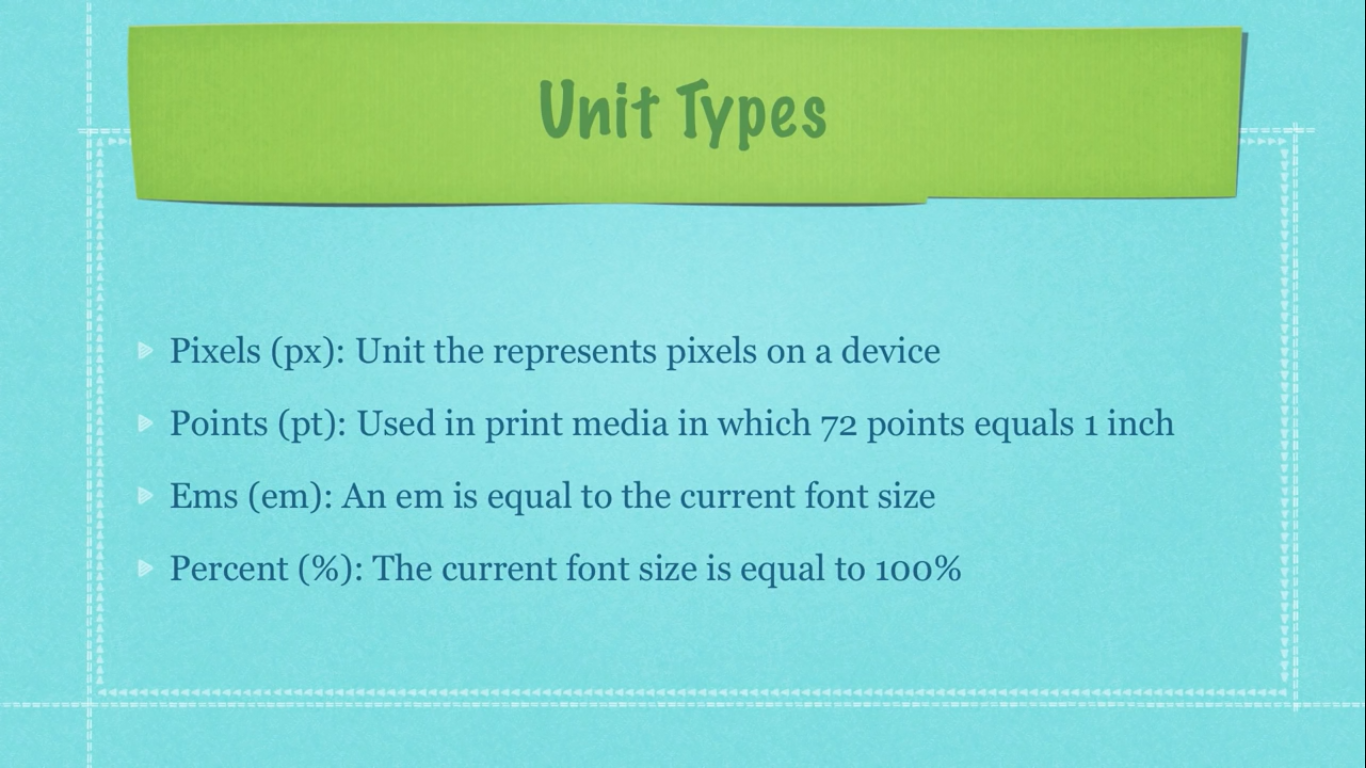 Unit Types
Pixels (px): Unit the represents pixels on a device
Points (pt): Used in print media in which 72 points equals 1 inch
Ems (em): An em is equal to the current font size
Percent (%): The current font size is equal to 100%